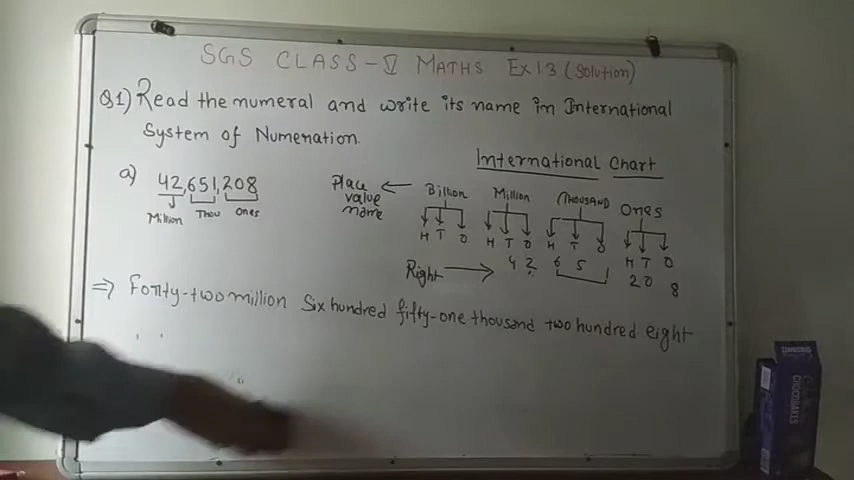 SGS CLASS-V MATHS Ex 1.3 (Solution)
Q1) Read the numeral and write its name in International
System of Numeration.
International Chart
a) 42,651,208
Million Thou Ones
Place value name ← Billion Million THOUSAND Ones
H T O H T O H T O H T O
Right → 4 2 6 5 1 2 0 8
⇒ Forty-two million Six hundred fifty-one thousand two hundred eight
CHOCOBAKES